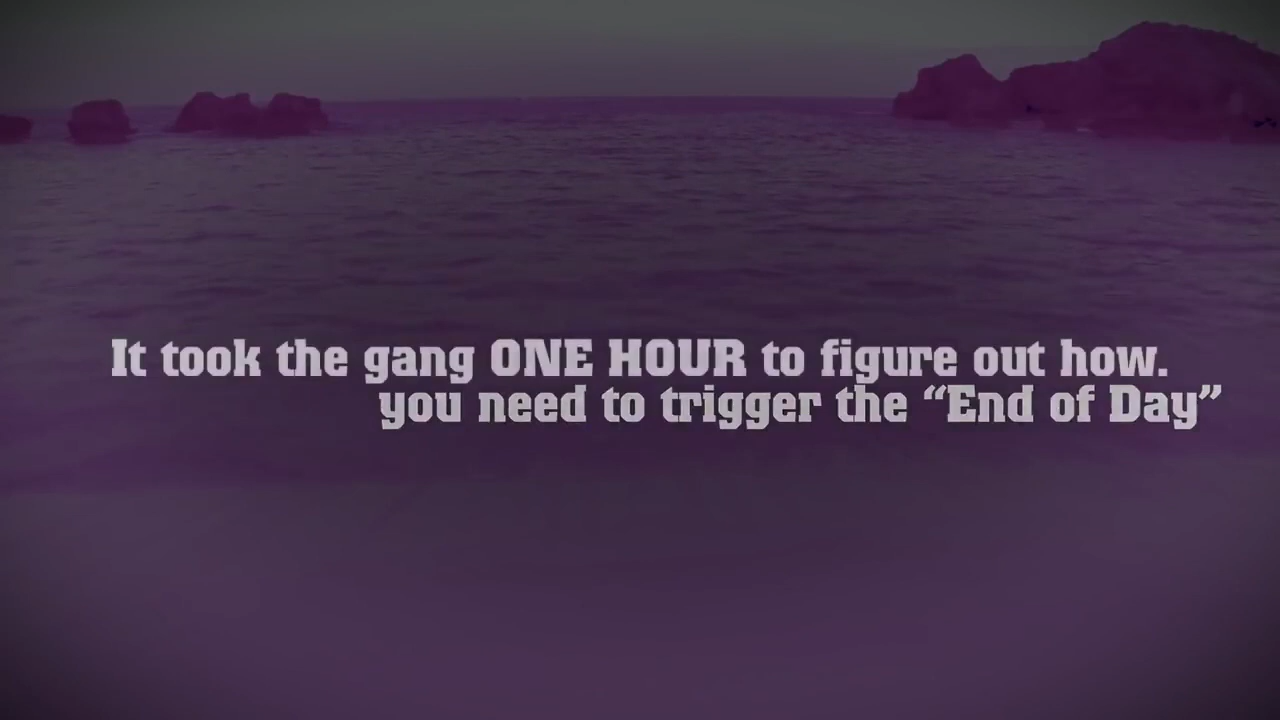 It took the gang ONE HOUR to figure out how.
you need to trigger the “End of Day”